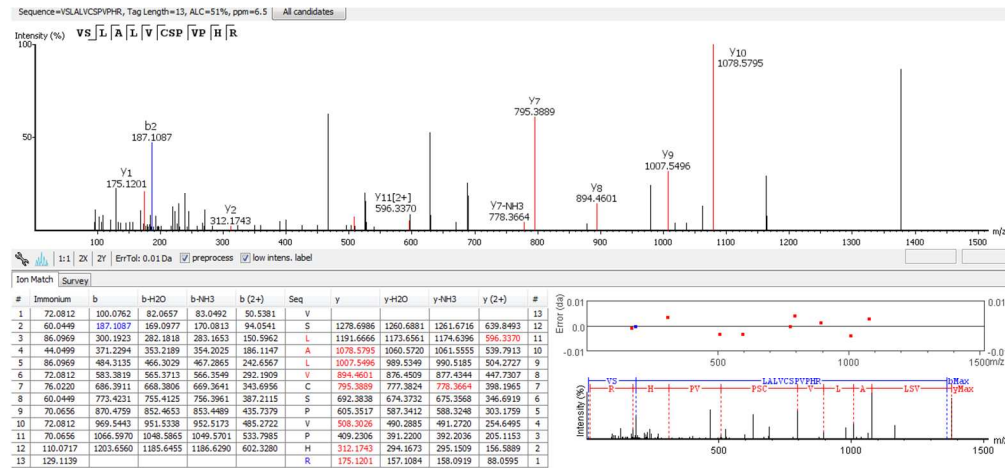 Sequence=VSLALVCSPVPHR, Tag Length=13, ALC=51%, ppm=6.5 All candidates
Intensity (%) VS L A L V CSP VP H R
100
y10
1078.5795
y7
795.3889
b2
187.1087
50
y9
1007.5496
y1
175.1201
y11[2+]
596.3370
y8
894.4601
y2
312.1743
y7-NH3
778.3664
100 200 300 400 500 600 700 800 900 1000 1100 1200 1300 1400 1500 m/z
1:1 2X 2Y ErrTol: 0.01 Da preprocess low intens. label
Ion Match Survey
# Immonium b b-H2O b-NH3 b (2+) Seq y y-H2O y-NH3 y (2+) #
1 72.0812 100.0762 82.0657 83.0492 50.5381 V 13
2 60.0449 187.1087 169.0977 170.0813 94.0541 S 1278.6986 1260.6881 1261.6716 639.8493 12
3 86.0969 300.1923 282.1818 283.1653 150.5962 L 1191.6666 1173.6561 1174.6396 596.3370 11
4 44.0499 371.2294 353.2189 354.2025 186.1147 A 1078.5795 1060.5720 1061.5555 539.7913 10
5 86.0969 484.3135 466.3029 467.2865 242.6567 L 1007.5496 989.5349 990.5185 504.2727 9
6 72.0812 583.3819 565.3713 566.3549 292.1909 V 894.4601 876.4509 877.4344 447.7307 8
7 76.0220 686.3911 668.3806 669.3641 343.6956 C 795.3889 777.3824 778.3664 398.1965 7
8 60.0449 773.4231 755.4125 756.3961 387.2115 S 692.3838 674.3732 675.3568 346.6919 6
9 70.0656 870.4759 852.4653 853.4489 435.7379 P 605.3517 587.3412 588.3248 303.1759 5
10 72.0812 969.5443 951.5338 952.5173 485.2722 V 508.3026 490.2885 491.2720 254.6495 4
11 70.0656 1066.5970 1048.5865 1049.5701 533.7985 P 409.2306 391.2200 392.2036 205.1153 3
12 110.0717 1203.6560 1185.6455 1186.6290 602.3280 H 312.1743 294.1673 295.1509 156.5889 2
13 129.1139 R 175.1201 157.1084 158.0919 88.0595 1
Error (da)
0.01 0.01
0.0
-0.01 -0.01
500 1000 1500 m/z
Intensity (%)
VS LALVCSPVPHR bMax
R H PV PSC V L A LSV yMax
500 1000 1500 m/z